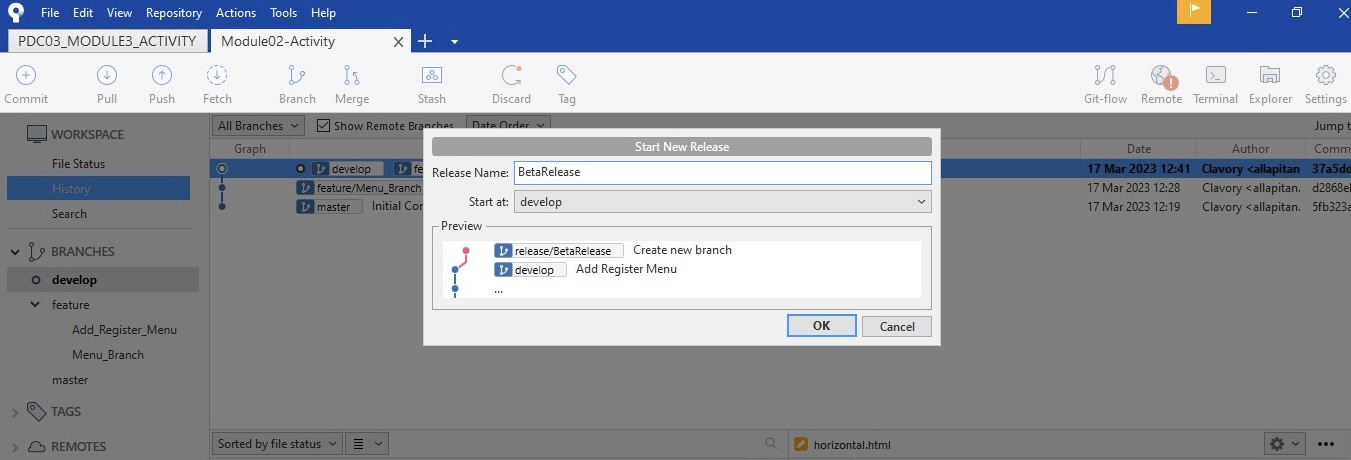 File Edit View Repository Actions Tools Help
PDC03_MODULE3_ACTIVITY Module02-Activity
Commit Pull Push Fetch Branch Merge Stash Discard Tag Git-flow Remote Terminal Explorer Settings
WORKSPACE
File Status
History
Search
BRANCHES
develop
feature
Add_Register_Menu
Menu_Branch
master
TAGS
REMOTES
All Branches Show Remote Branches Date Order Jump t
Graph Date Author Comm
develop fe 17 Mar 2023 12:41 Clavory <allapitan 37a5dd
feature/Menu_Branch 17 Mar 2023 12:28 Clavory <allapitan. d2868e
master Initial Con 17 Mar 2023 12:19 Clavory <allapitan. 5fb323a
Start New Release
Release Name: BetaRelease
Start at: develop
Preview
release/BetaRelease Create new branch
develop Add Register Menu
...
OK Cancel
Sorted by file status horizontal.html